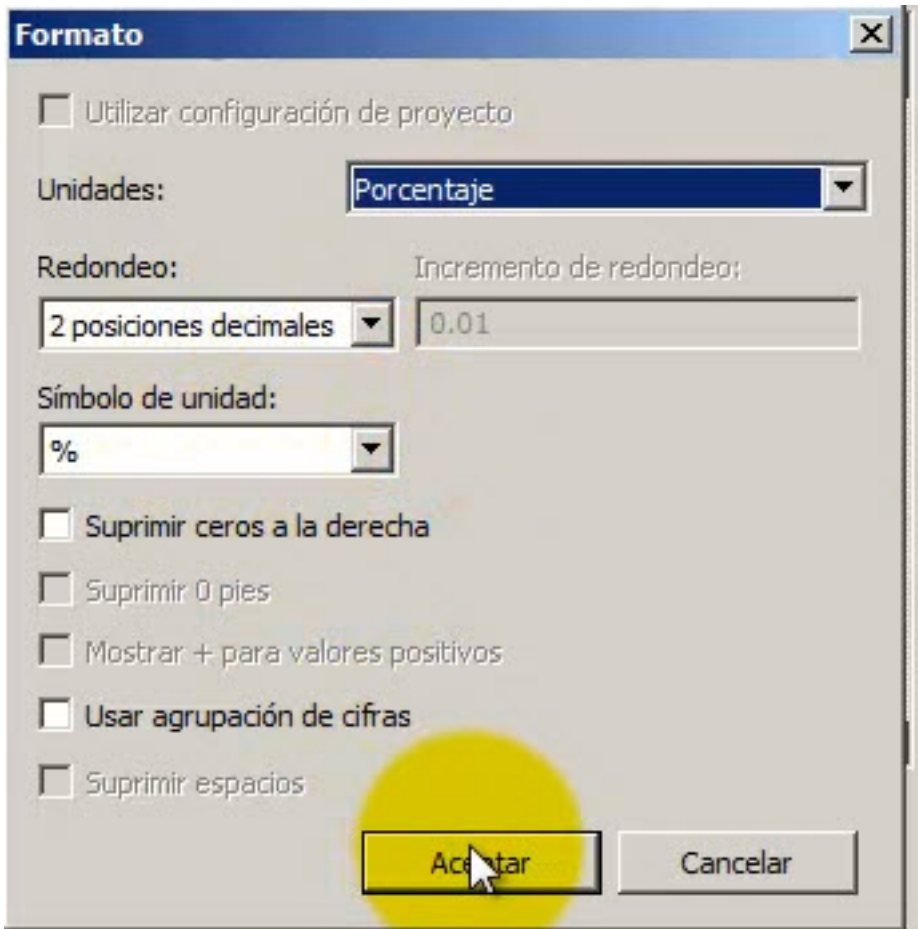 Formato
Utilizar configuración de proyecto
Unidades: Porcentaje
Redondeo: Incremento de redondeo:
2 posiciones decimales 0.01
Símbolo de unidad:
%
Suprimir ceros a la derecha
Suprimir 0 pies
Mostrar + para valores positivos
Usar agrupación de cifras
Suprimir espacios
Aceptar Cancelar